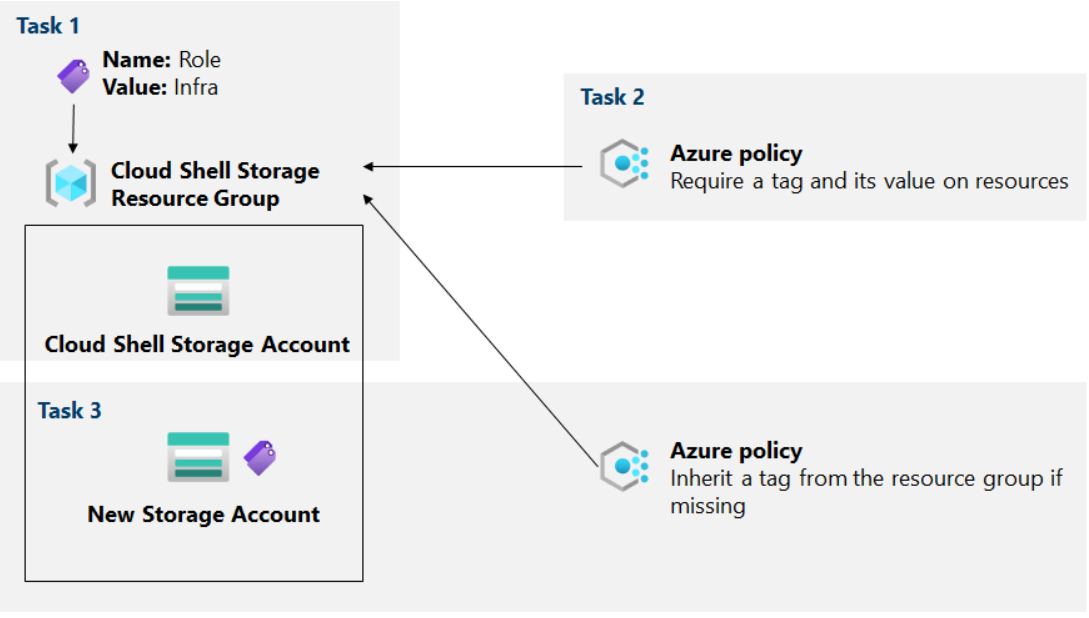 Task 1
Name: Role
Value: Infra
Cloud Shell Storage
Resource Group
Cloud Shell Storage Account
Task 2
Azure policy
Require a tag and its value on resources
Task 3
New Storage Account
Azure policy
Inherit a tag from the resource group if
missing